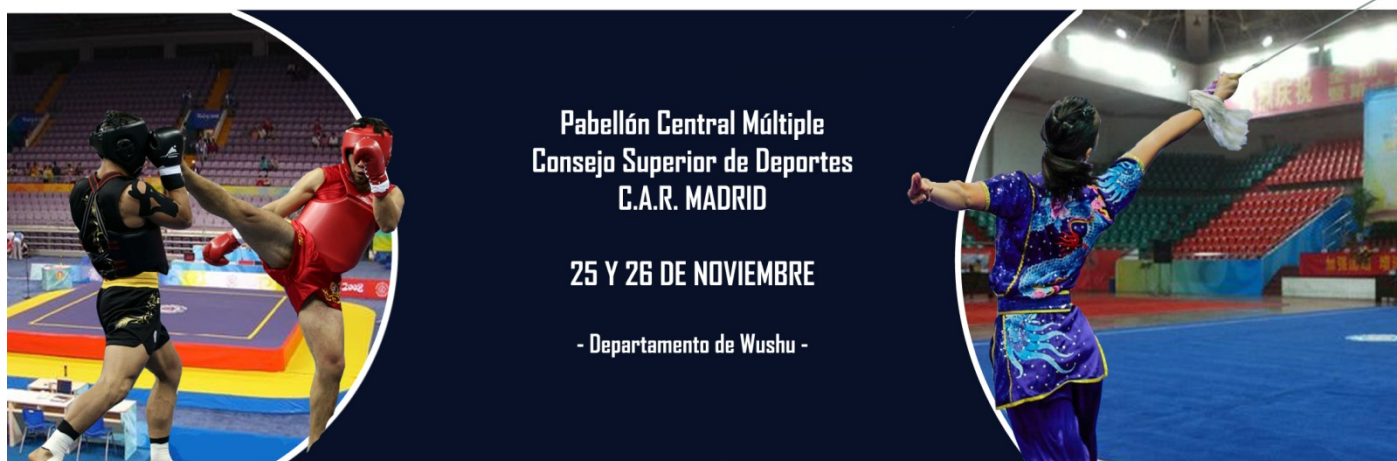 Pabellón Central Múltiple
Consejo Superior de Deportes
C.A.R. MADRID
25 Y 26 DE NOVIEMBRE
- Departamento de Wushu -